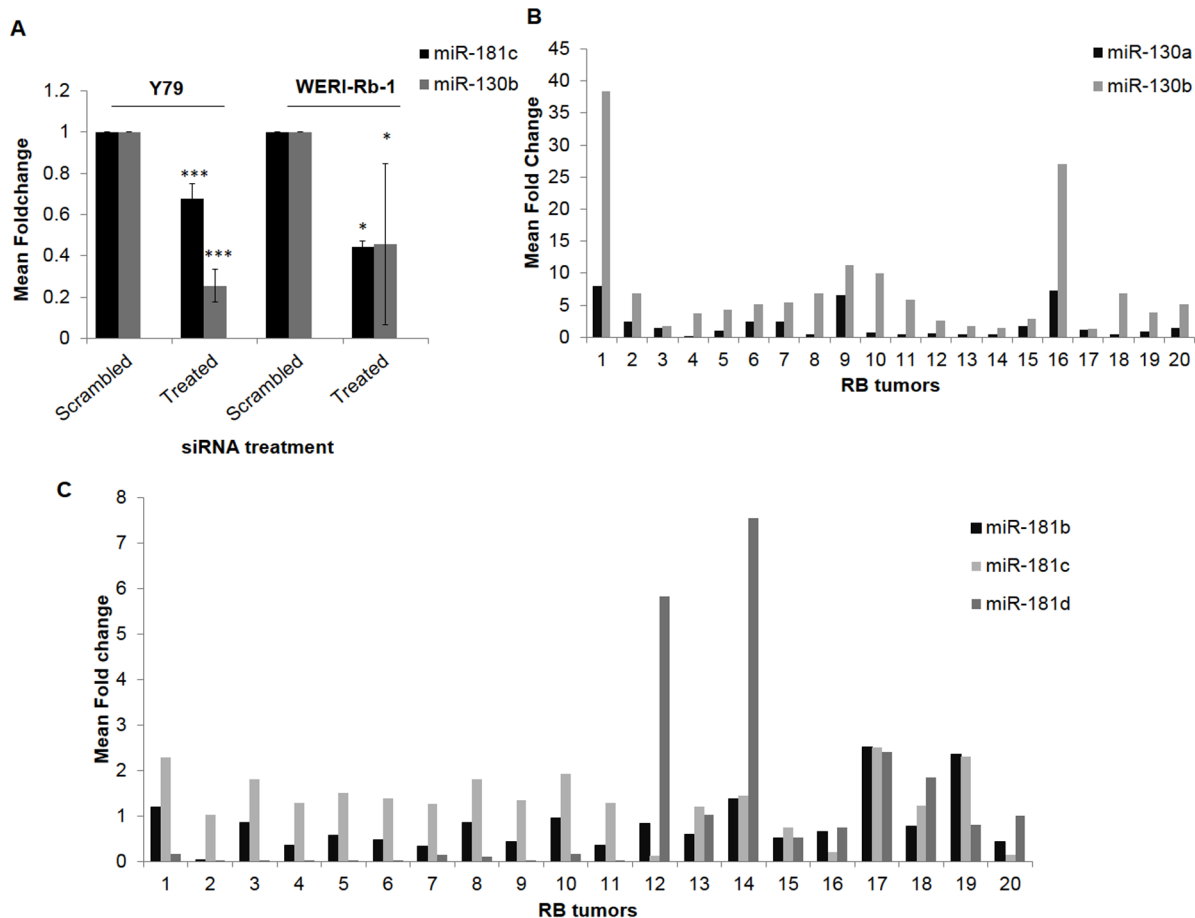 A
miR-181c
miR-130b
Y79
WERI-Rb-1
Mean Foldchange
1.2
1
0.8
0.6
0.4
0.2
0
***
***
*
*
Scrambled
Treated
Scrambled
Treated
siRNA treatment
B
miR-130a
miR-130b
Mean Fold Change
45
40
35
30
25
20
15
10
5
0
1 2 3 4 5 6 7 8 9 10 11 12 13 14 15 16 17 18 19 20
RB tumors
C
miR-181b
miR-181c
miR-181d
Mean Fold change
8
7
6
5
4
3
2
1
0
1 2 3 4 5 6 7 8 9 10 11 12 13 14 15 16 17 18 19 20
RB tumors